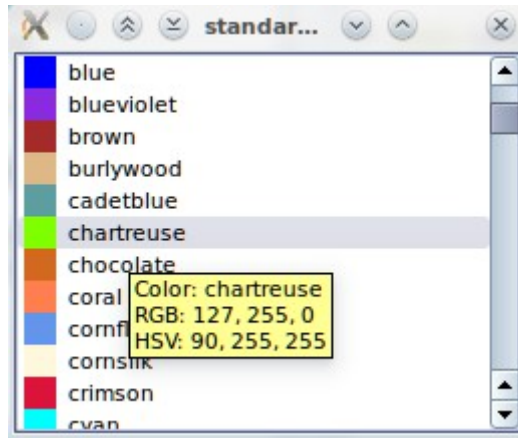 standar...
blue
blueviolet
brown
burlywood
cadetblue
chartreuse
chocolate
coral
Color: chartreuse
RGB: 127, 255, 0
HSV: 90, 255, 255
cornsilk
crimson
cyan